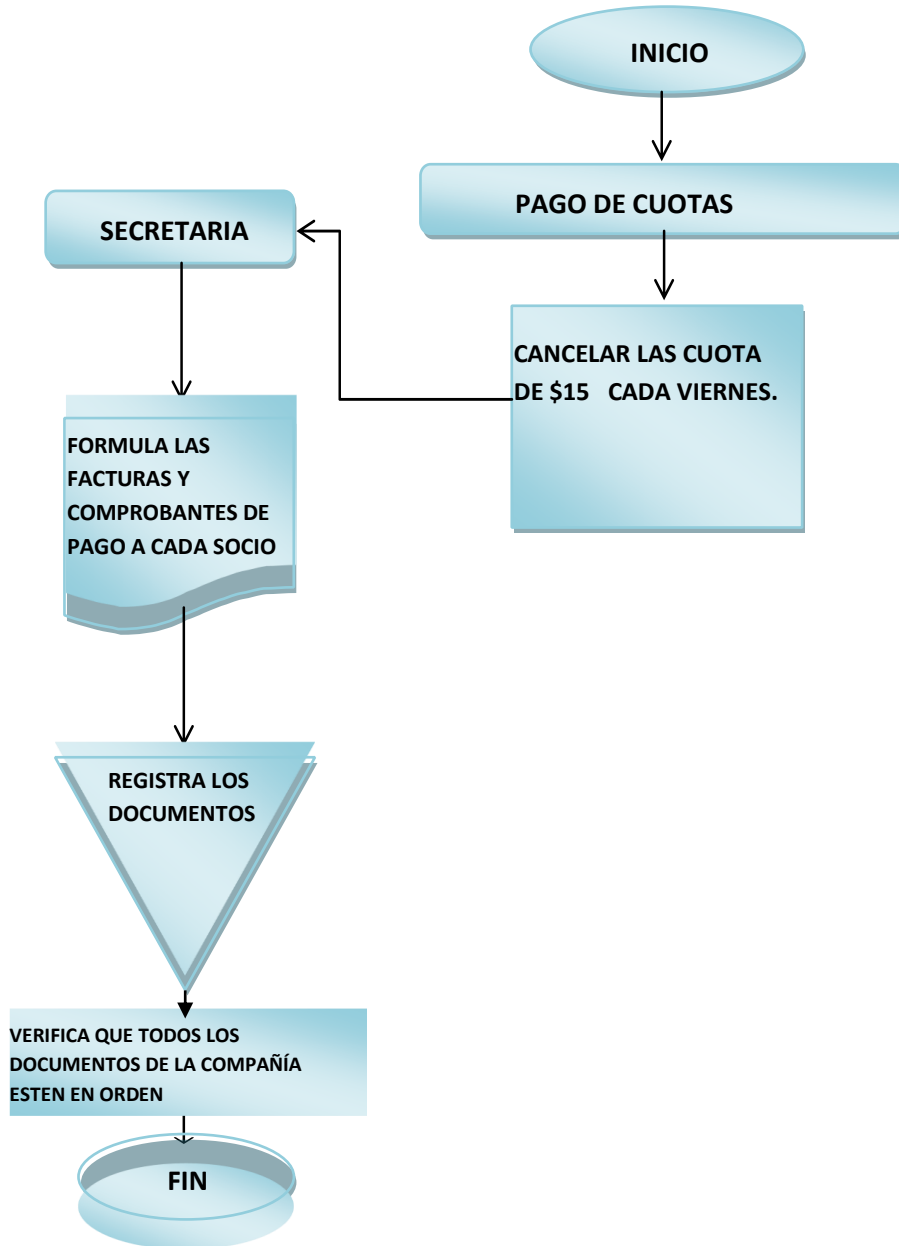 INICIO
PAGO DE CUOTAS
CANCELAR LAS CUOTA
DE $15 CADA VIERNES.
SECRETARIA
FORMULA LAS
FACTURAS Y
COMPROBANTES DE
PAGO A CADA SOCIO
REGISTRA LOS
DOCUMENTOS
VERIFICA QUE TODOS LOS
DOCUMENTOS DE LA COMPAÑÍA
ESTEN EN ORDEN
FIN